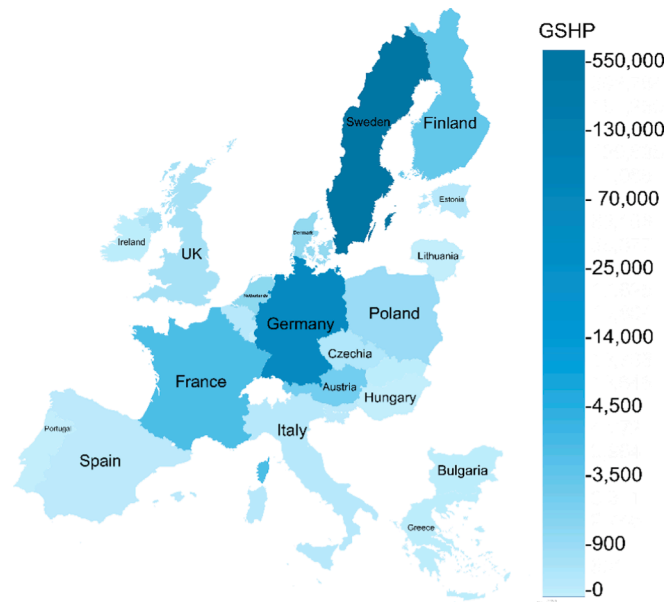 GSHP
-550,000
-130,000
-70,000
-25,000
-14,000
-4,500
-3,500
-900
-0
Sweden
Finland
Estonia
Denmark
Lithuania
Ireland
UK
Netherlands
Germany
Poland
Czechia
France
Austria
Hungary
Italy
Portugal
Spain
Bulgaria
Greece